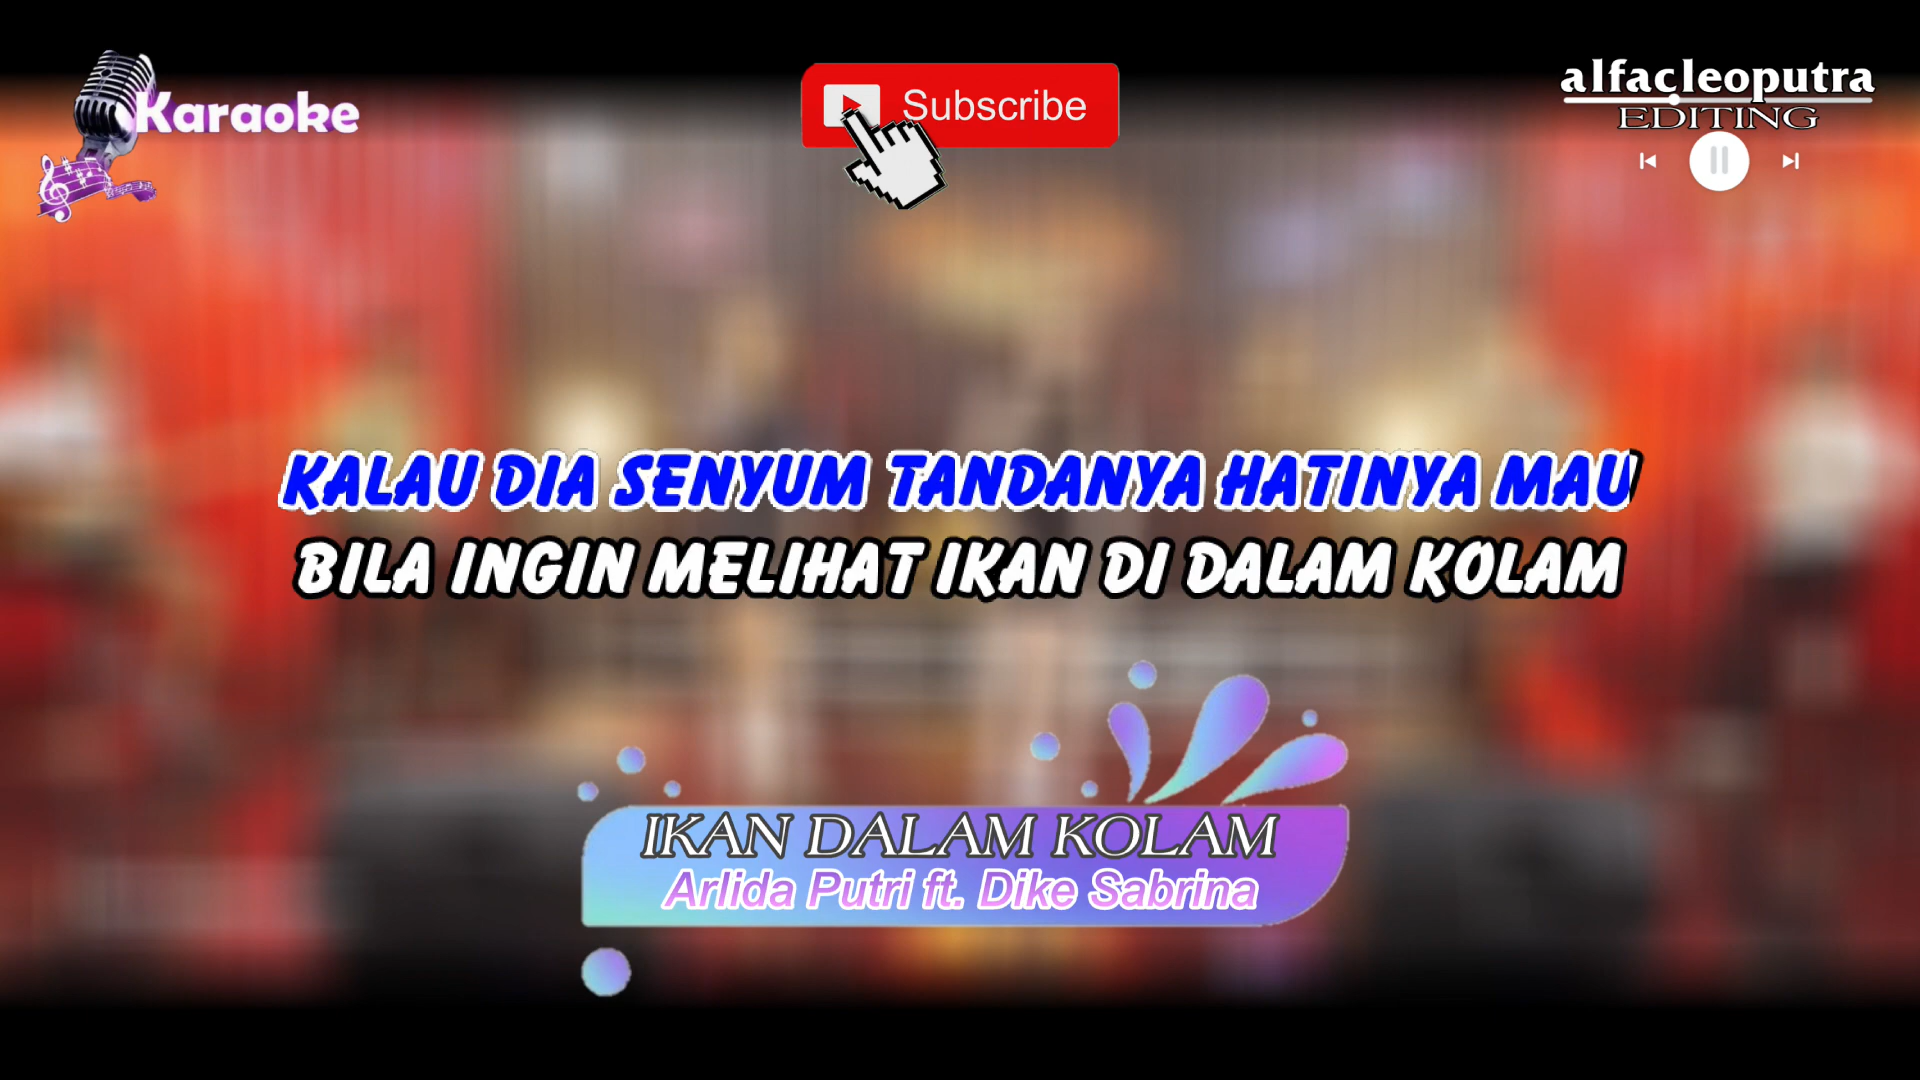 Karaoke
Subscribe
alfacleoputra
EDITING
KALAU DIA SENYUM TANDANYA HATINYA MAU
BILA INGIN MELIHAT IKAN DI DALAM KOLAM
IKAN DALAM KOLAM
Arlida Putri ft. Dike Sabrina